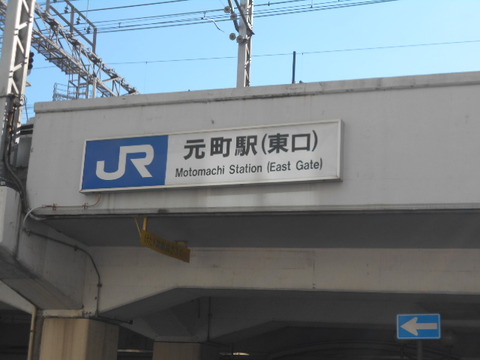 JR
元町駅(東口)
Motomachi Station (East Gate)